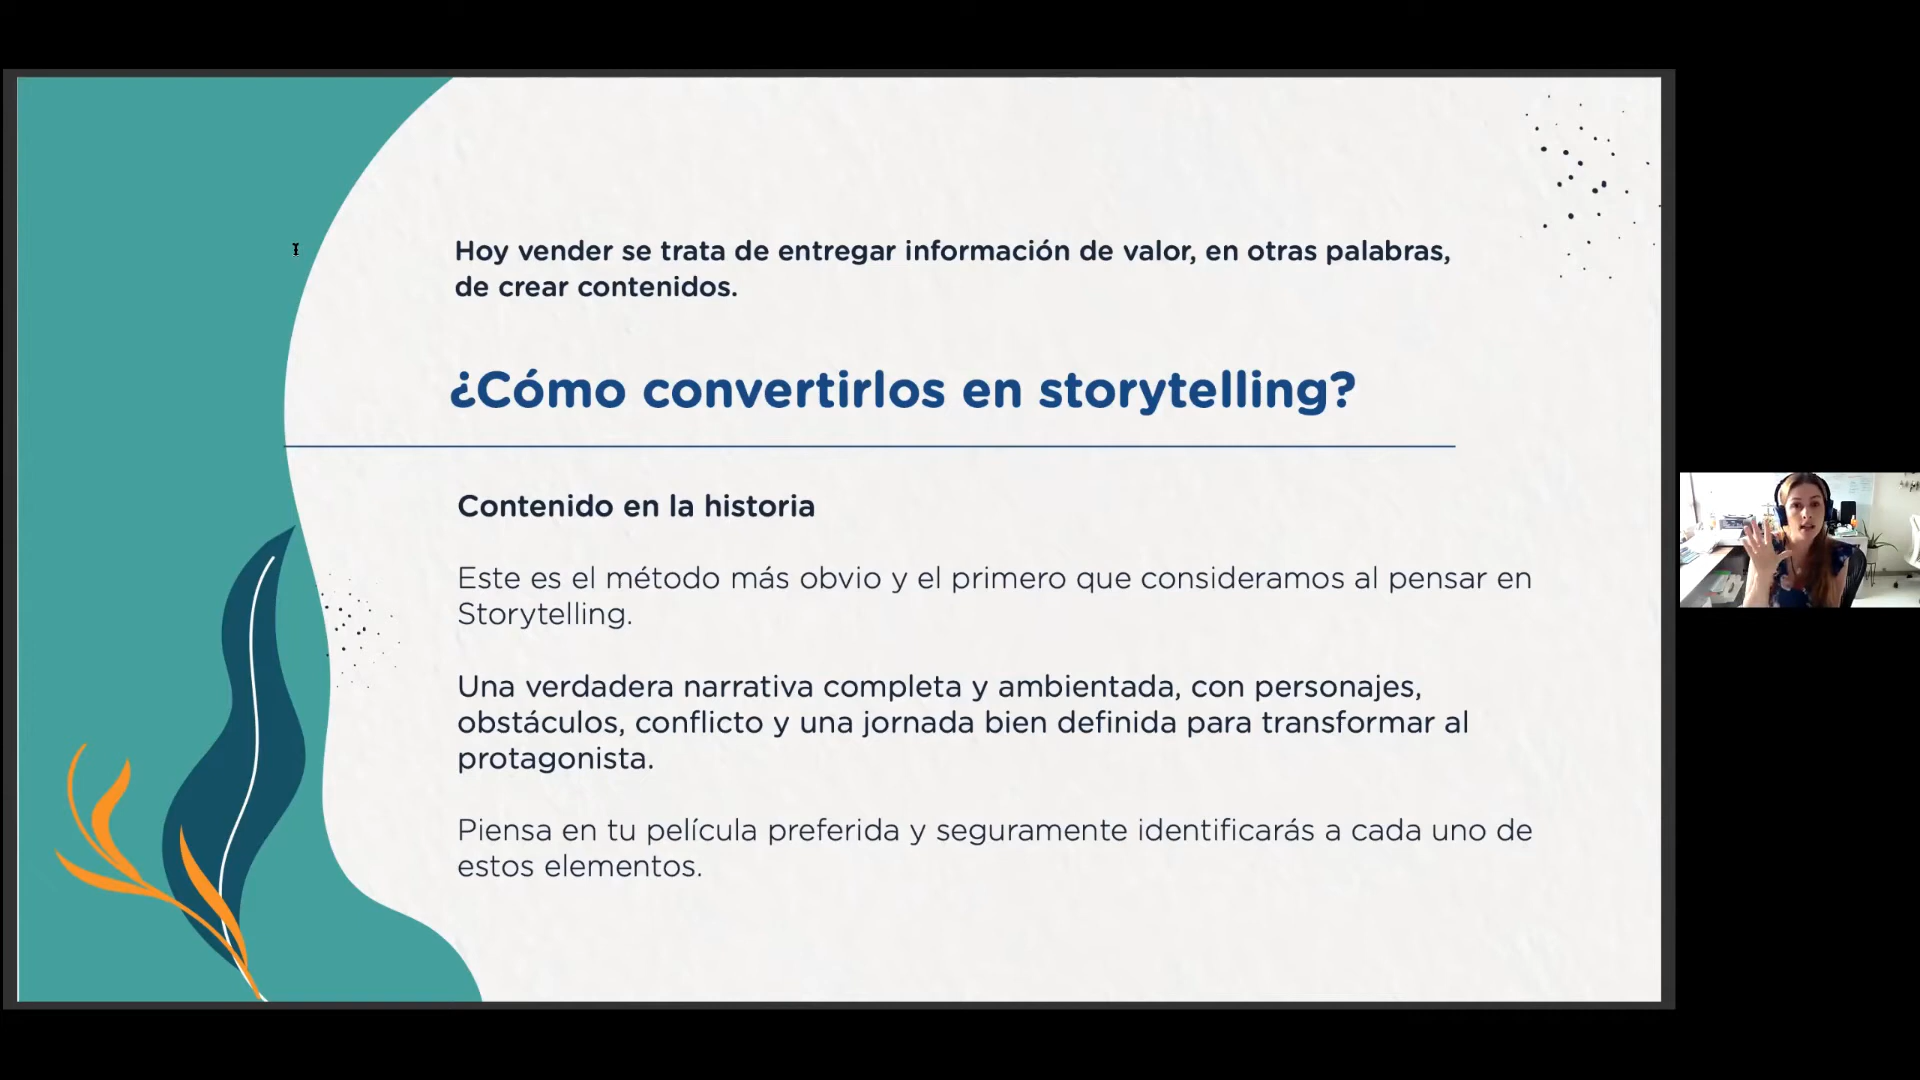 Hoy vender se trata de entregar información de valor, en otras palabras,
de crear contenidos.
¿Cómo convertirlos en storytelling?
Contenido en la historia
Este es el método más obvio y el primero que consideramos al pensar en
Storytelling.
Una verdadera narrativa completa y ambientada, con personajes,
obstáculos, conflicto y una jornada bien definida para transformar al
protagonista.
Piensa en tu película preferida y seguramente identificarás a cada uno de
estos elementos.